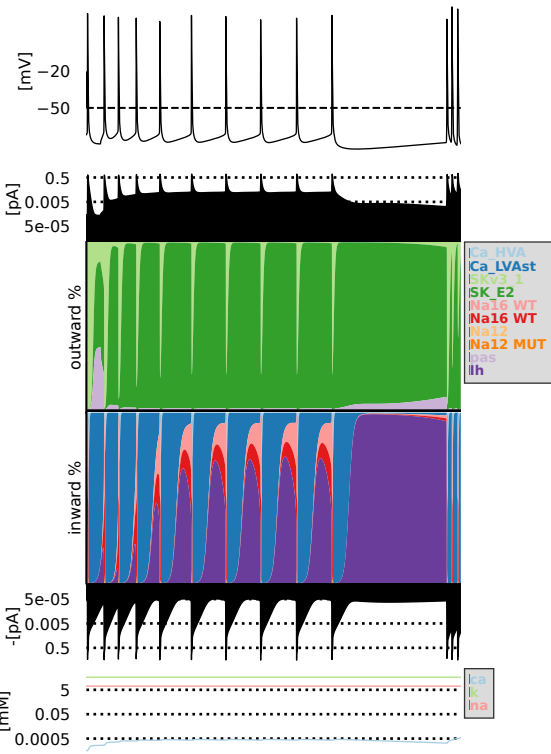 [mV]
−20
−50
[pA]
0.5
0.005
5e-05
outward %
Ca_HVA
Ca_LVAst
SKv3_1
SK_E2
Na16 WT
Na16 WT
Na12
Na12 MUT
pas
Ih
inward %
-[pA]
5e-05
0.005
0.5
[mM]
5
0.05
0.0005
ca
k
na